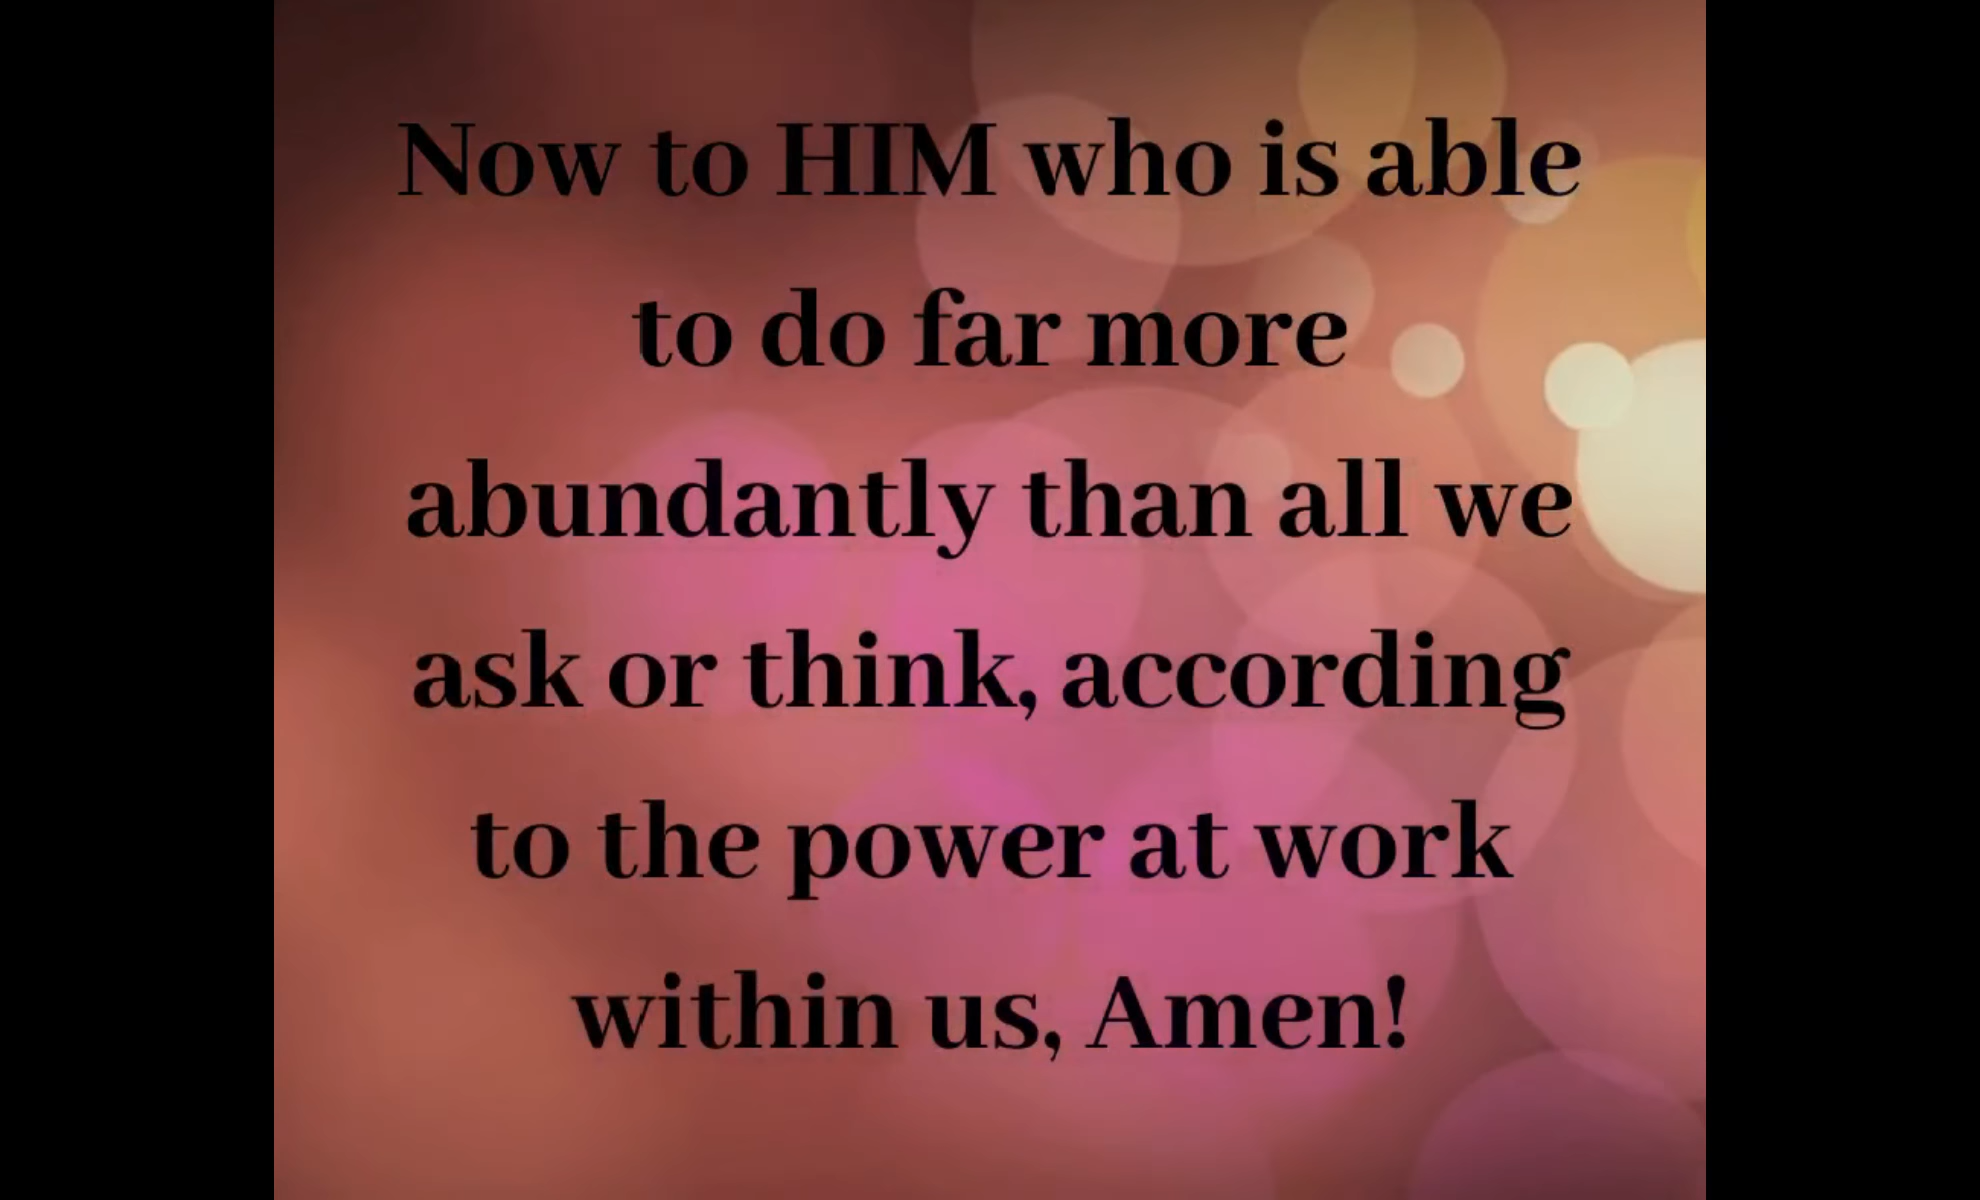 Now to HIM who is able
to do far more
abundantly than all we
ask or think, according
to the power at work
within us, Amen!